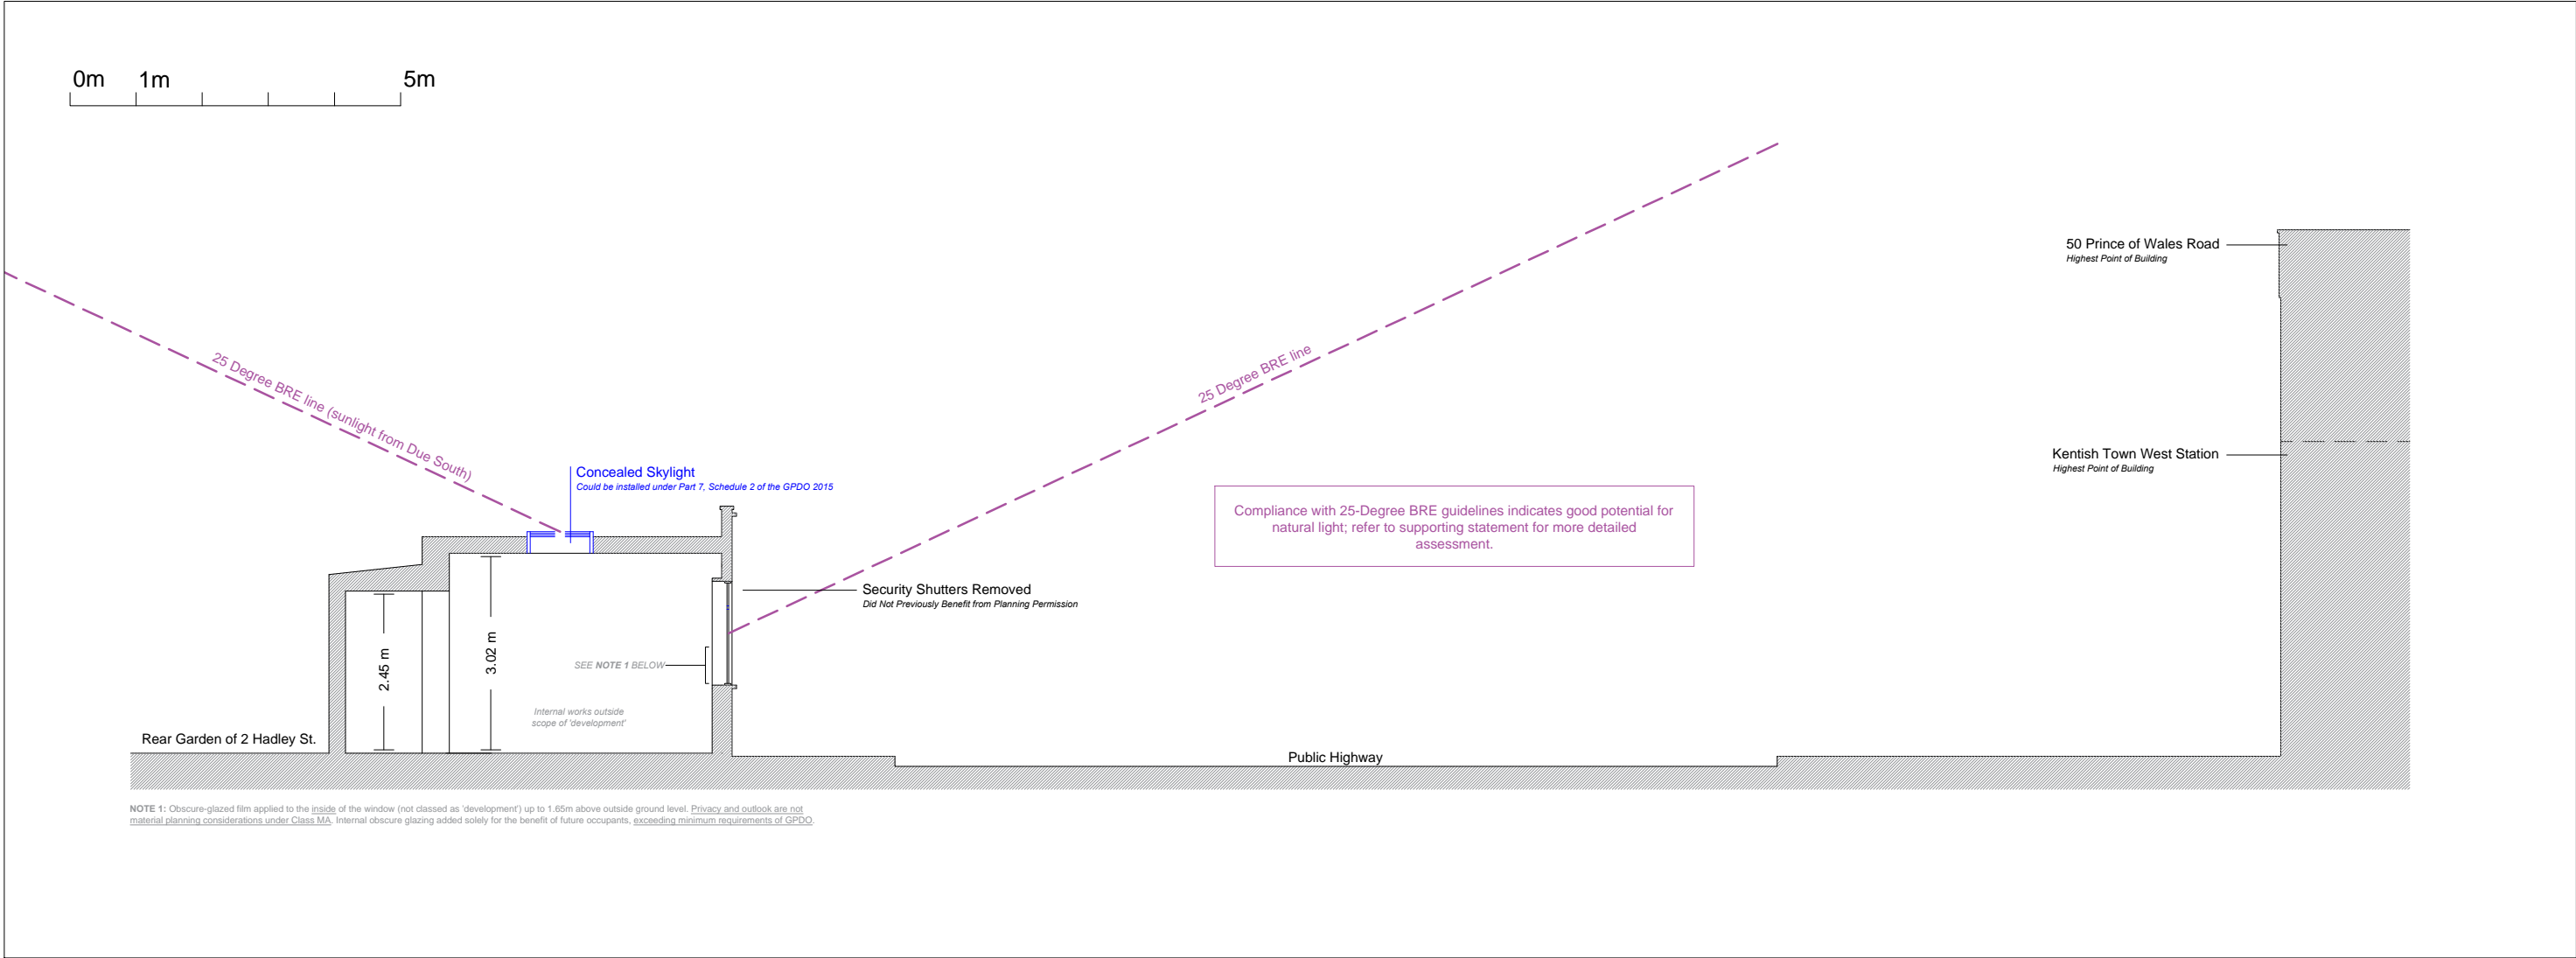 0m 1m 5m
50 Prince of Wales Road
Highest Point of Building
25 Degree BRE line (sunlight from Due South)
25 Degree BRE line
Kentish Town West Station
Highest Point of Building
Concealed Skylight
Could be installed under Part 7, Schedule 2 of the GPDO 2015
Compliance with 25-Degree BRE guidelines indicates good potential for
natural light; refer to supporting statement for more detailed
assessment.
Security Shutters Removed
Did Not Previously Benefit from Planning Permission
2.45 m
3.02 m
SEE NOTE 1 BELOW
Internal works outside
scope of 'development'
Rear Garden of 2 Hadley St.
Public Highway
NOTE 1: Obscure-glazed film applied to the inside of the window (not classed as 'development') up to 1.65m above outside ground level. Privacy and outlook are not
material planning considerations under Class MA. Internal obscure glazing added solely for the benefit of future occupants, exceeding minimum requirements of GPDO.